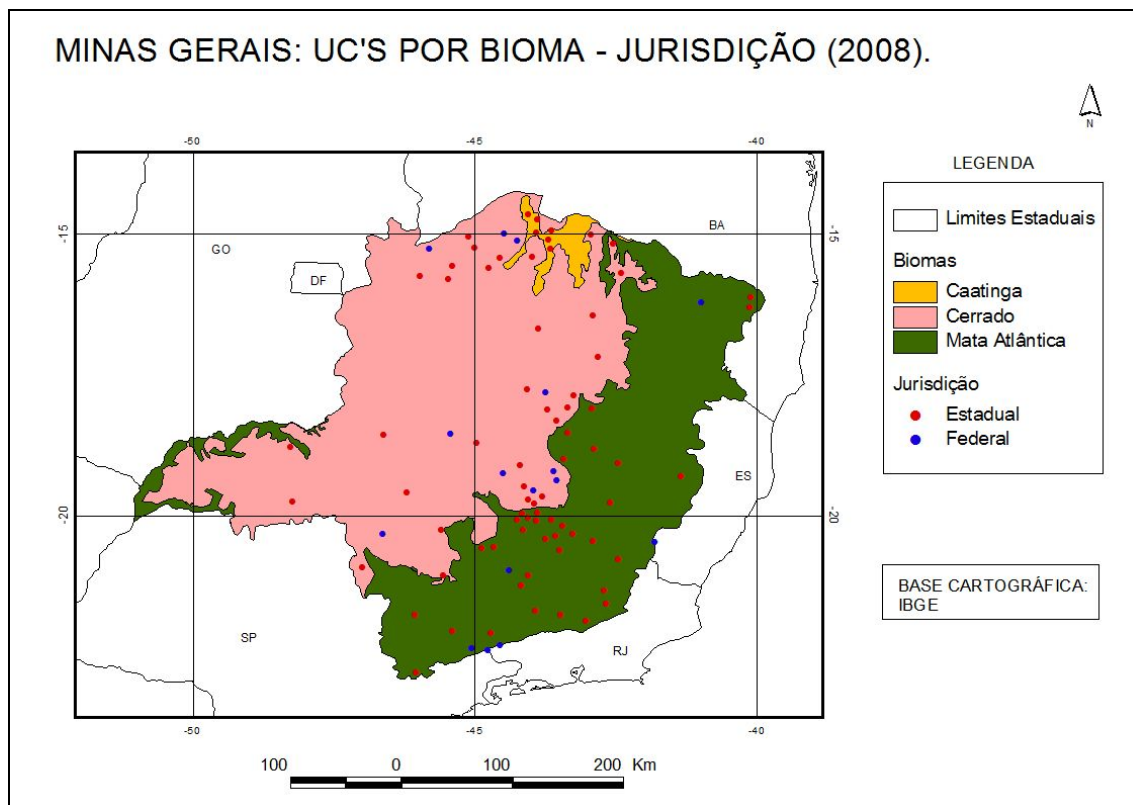 MINAS GERAIS: UC'S POR BIOMA - JURISDIÇÃO (2008).
N
-50
-45
-40
LEGENDA
Limites Estaduais
Biomas
Caatinga
Cerrado
Mata Atlântica
Jurisdição
Estadual
Federal
-15
-15
GO
BA
DF
ES
-20
-20
SP
RJ
BASE CARTOGRÁFICA:
IBGE
-50
-45
-40
100 0 100 200 Km